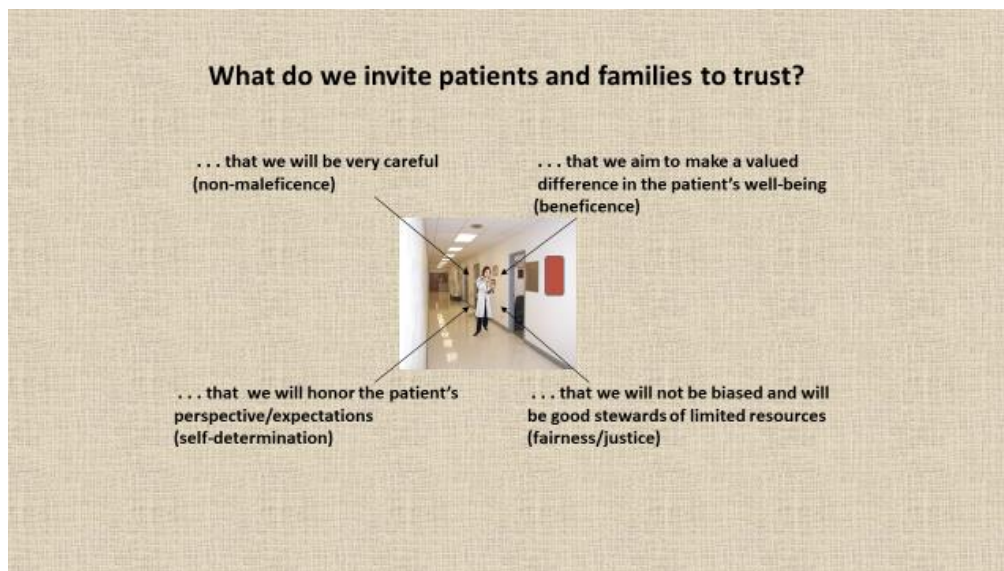 What do we invite patients and families to trust?
. . . that we will be very careful
(non-maleficence)
. . . that we aim to make a valued
difference in the patient's well-being
(beneficence)
. . . that  we will honor the patient's
perspective/expectations
(self-determination)
. . . that we will not be biased and will
be good stewards of limited resources
(fairness/justice)